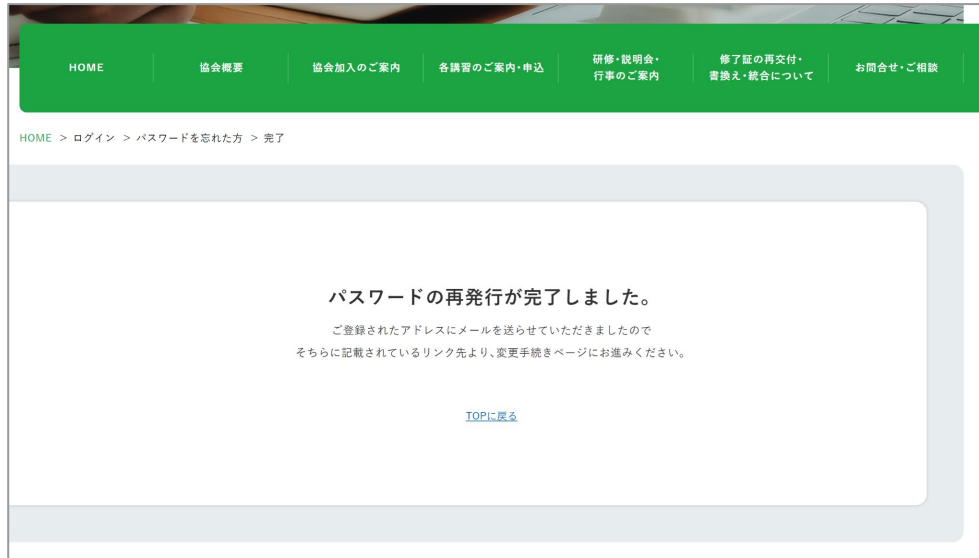 HOME
協会概要
協会加入のご案内
各講習のご案内・申込
研修・説明会・
行事のご案内
修了証の再交付・
書換え・統合について
お問合せ・ご相談
HOME > ログイン > パスワードを忘れた方 > 完了
パスワードの再発行が完了しました。
ご登録されたアドレスにメールを送らせていただきましたので
そちらに記載されているリンク先より、変更手続きページにお進みください。
TOPに戻る